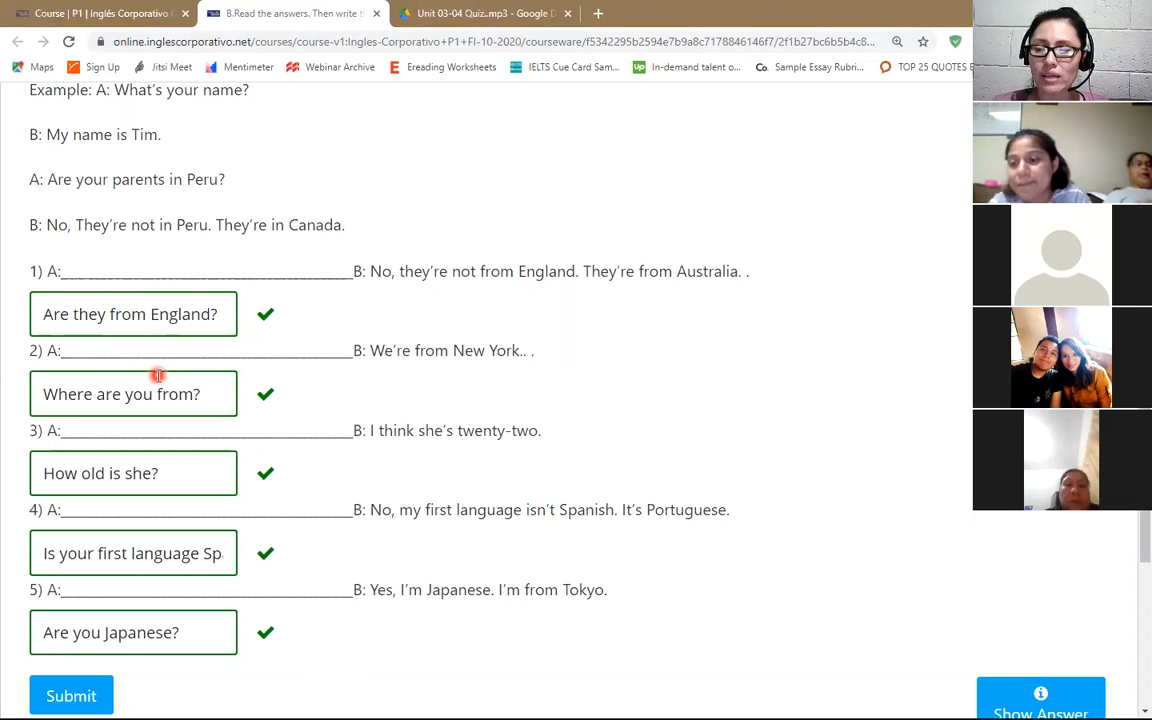 Course | P1 | Inglés Corporativo
B.Read the answers. Then write t
Unit 03-04 Quiz..mp3 - Google D
online.inglescorporativo.net/courses/course-v1:Ingles-Corporativo+P1+FI-10-2020/courseware/f5342295b2594e7b9a8c7178846146f7/2f1b27bc6b5b4c8...
Maps Sign Up Jitsi Meet Mentimeter Webinar Archive Ereading Worksheets IELTS Cue Card Sam... In-demand talent o... Sample Essay Rubri... TOP 25 QUOTES
Example: A: What's your name?
B: My name is Tim.
A: Are your parents in Peru?
B: No, They're not in Peru. They're in Canada.
1) A:________________________________B: No, they're not from England. They're from Australia. .
Are they from England?
2) A:________________________________B: We're from New York.. .
Where are you from?
3) A:________________________________B: I think she's twenty-two.
How old is she?
4) A:________________________________B: No, my first language isn't Spanish. It's Portuguese.
Is your first language Sp
5) A:________________________________B: Yes, I'm Japanese. I'm from Tokyo.
Are you Japanese?
Submit
Show Answer